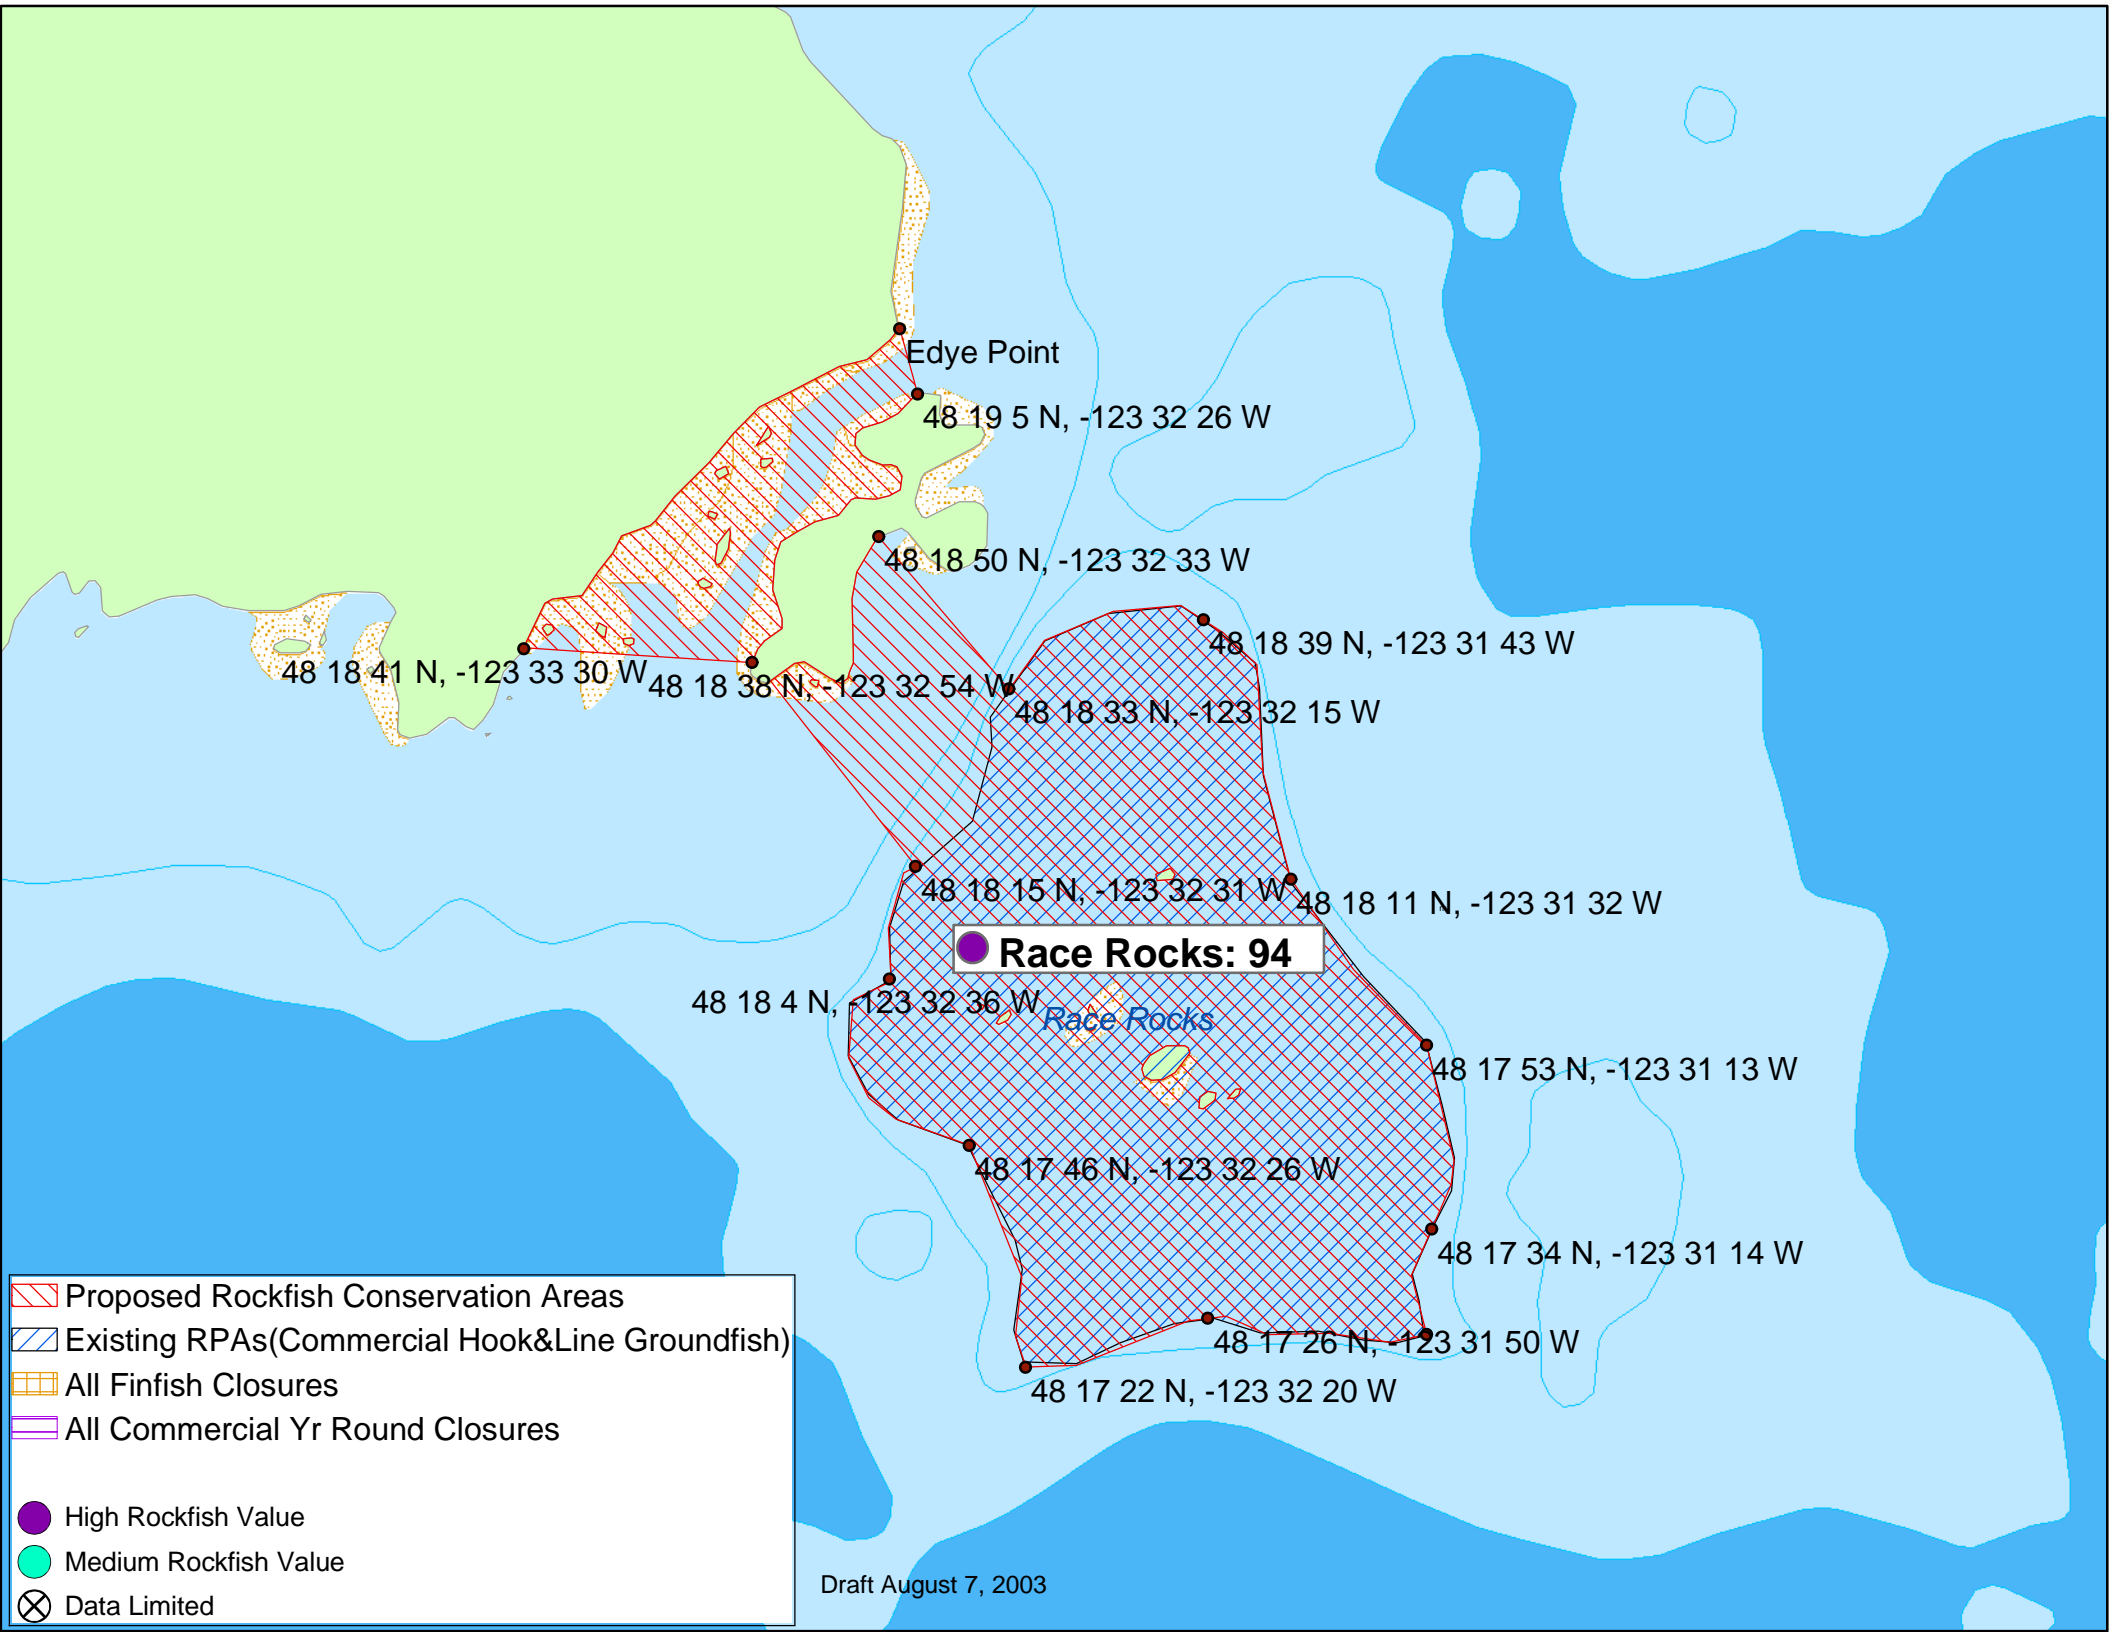 Edye Point
48 19 5 N, -123 32 26 W
48 18 50 N, -123 32 33 W
48 18 39 N, -123 31 43 W
48 18 41 N, -123 33 30 W
48 18 38 N, -123 32 54 W
48 18 33 N, -123 32 15 W
48 18 15 N, -123 32 31 W
48 18 11 N, -123 31 32 W
Race Rocks: 94
48 18 4 N, -123 32 36 W
Race Rocks
48 17 53 N, -123 31 13 W
48 17 46 N, -123 32 26 W
48 17 34 N, -123 31 14 W
48 17 26 N, -123 31 50 W
48 17 22 N, -123 32 20 W
Proposed Rockfish Conservation Areas
Existing RPAs(Commercial Hook&Line Groundfish)
All Finfish Closures
All Commercial Yr Round Closures
High Rockfish Value
Medium Rockfish Value
Data Limited
Draft August 7, 2003